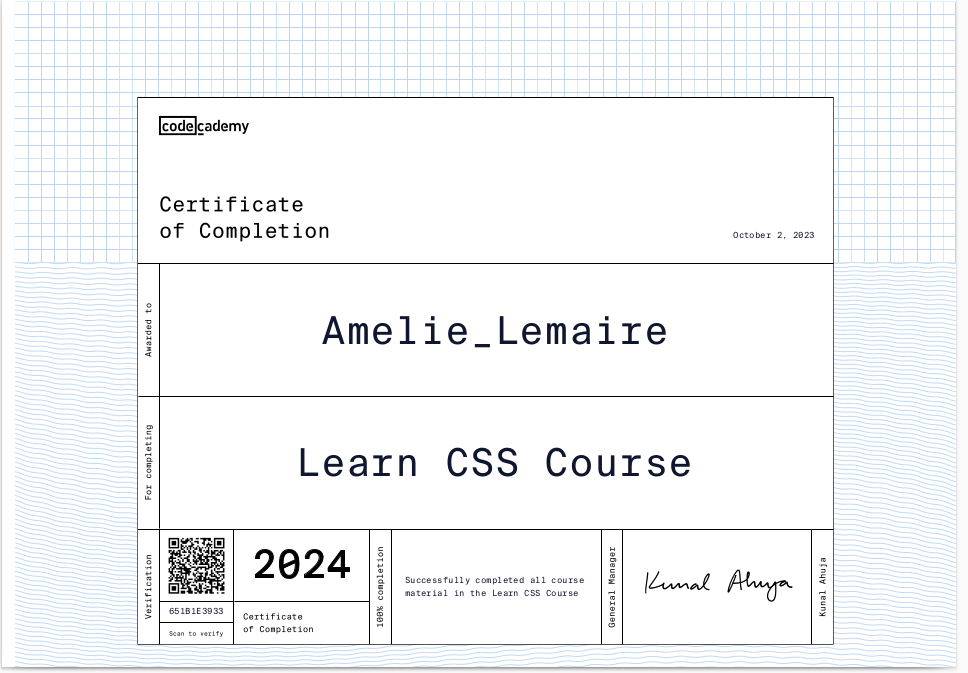 codecademy
Certificate
of Completion
October 2, 2023
Awarded to
Amelie_Lemaire
For completing
Learn CSS Course
Verification
651B1E3933
Scan to verify
2024
Certificate
of Completion
100% completion
Successfully completed all course
material in the Learn CSS Course
General Manager
Kunal Ahuja
Kunal Ahuja